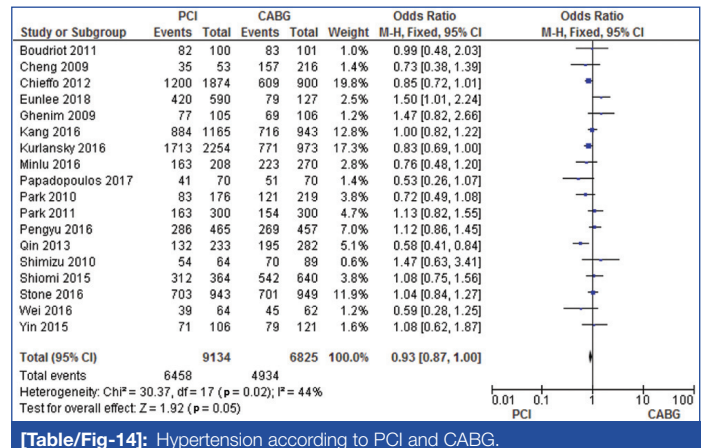 PCI CABG Odds Ratio Odds Ratio
Study or Subgroup Events Total Events Total Weight M-H, Fixed, 95% CI M-H, Fixed, 95% CI
Boudriot 2011 82 100 83 101 1.0% 0.99 [0.48, 2.03]
Cheng 2009 35 53 157 216 1.4% 0.73 [0.38, 1.39]
Chieffo 2012 1200 1874 609 900 19.8% 0.85 [0.72, 1.01]
Eunlee 2018 420 590 79 127 2.2% 1.50 [1.01, 2.24]
Ghenim 2009 77 105 69 106 1.1% 1.47 [0.82, 2.66]
Kang 2016 884 1165 716 943 11.7% 1.00 [0.82, 1.22]
Kurlansky 2016 1713 2254 771 973 17.3% 0.83 [0.69, 1.00]
Minlu 2016 163 208 223 270 2.6% 0.76 [0.48, 1.20]
Papadopoulos 2017 41 70 51 70 1.3% 0.53 [0.26, 1.07]
Park 2010 83 176 121 219 3.8% 0.72 [0.49, 1.08]
Park 2011 163 300 154 300 4.4% 1.13 [0.82, 1.55]
Pengyu 2016 286 465 269 457 7.0% 1.12 [0.86, 1.45]
Qin 2013 132 233 195 282 5.0% 0.58 [0.41, 0.84]
Shimizu 2010 54 64 70 89 0.6% 1.47 [0.63, 3.41]
Shiomi 2015 312 364 542 640 3.6% 1.08 [0.75, 1.56]
Stone 2016 703 943 701 949 11.9% 1.04 [0.84, 1.27]
Wei 2016 39 64 45 62 1.2% 0.59 [0.28, 1.25]
Yin 2015 71 106 79 121 1.6% 1.08 [0.62, 1.87]
Total (95% CI) 9134 6825 100.0% 0.93 [0.87, 1.00]
Total events 6458 4934
Heterogeneity: Chi² = 30.37, df = 17 (p = 0.02); I² = 44%
Test for overall effect: Z = 1.92 (p = 0.05)
0.01 0.1 1 10 100
PCI CABG
[Table/Fig-14]: Hypertension according to PCI and CABG.